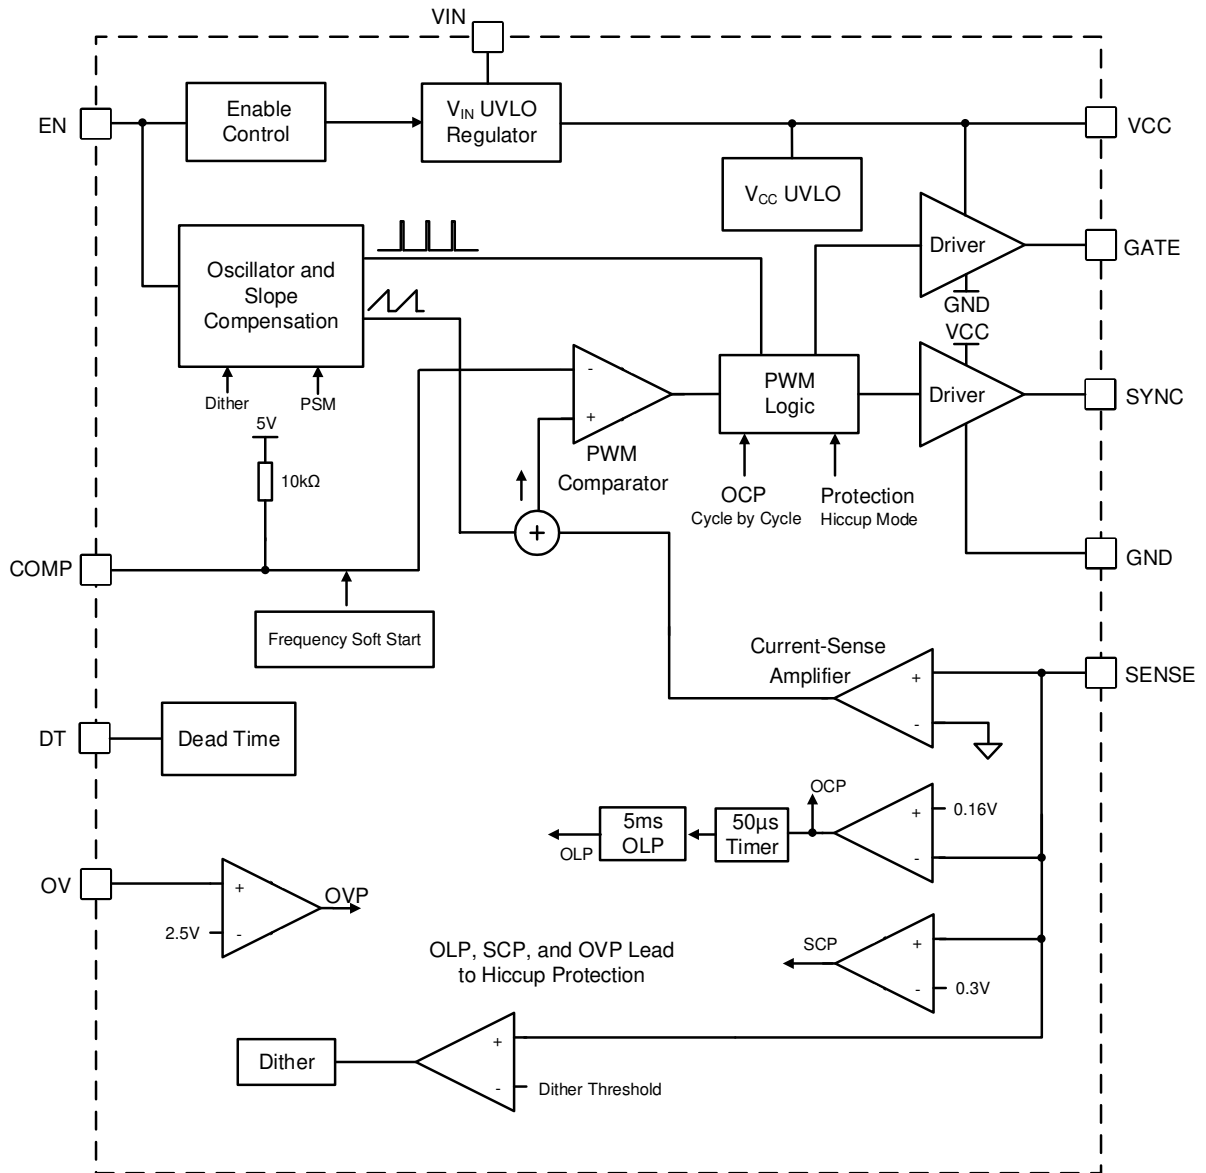 VIN
EN
Enable
Control
VIN UVLO
Regulator
VCC
VCC UVLO
Oscillator and
Slope
Compensation
Driver
GATE
GND
VCC
Dither
PSM
-
+
PWM
Comparator
PWM
Logic
Driver
SYNC
5V
10kΩ
OCP
Cycle by Cycle
Protection
Hiccup Mode
+
COMP
GND
Frequency Soft Start
Current-Sense
Amplifier
+
-
SENSE
DT
Dead Time
OCP
5ms
OLP
50µs
Timer
+
-
0.16V
OLP
OV
+
-
2.5V
OVP
OLP, SCP, and OVP Lead
to Hiccup Protection
SCP
+
-
0.3V
Dither
+
-
Dither Threshold